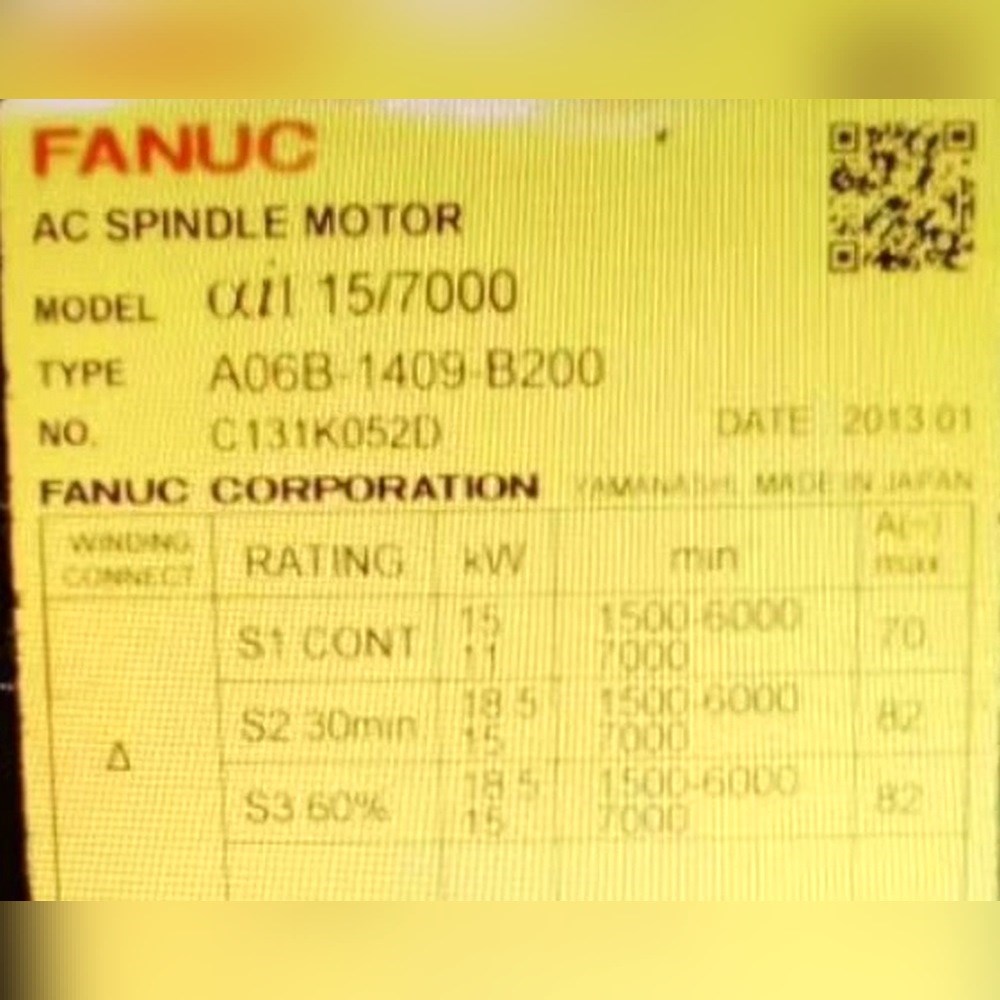 FANUC
AC SPINDLE MOTOR
MODEL αiI 15/7000
TYPE A06B-1409-B200
NO. C131K052D DATE 2013.01
FANUC CORPORATION YAMANASHI, MADE IN JAPAN
WINDING CONNECT RATING kW min A(~) max
S1 CONT 15 1500-6000 70
11 7000
S2 30min 18.5 1500-6000 82
15 7000
Δ
S3 60% 18.5 1500-6000 82
15 7000